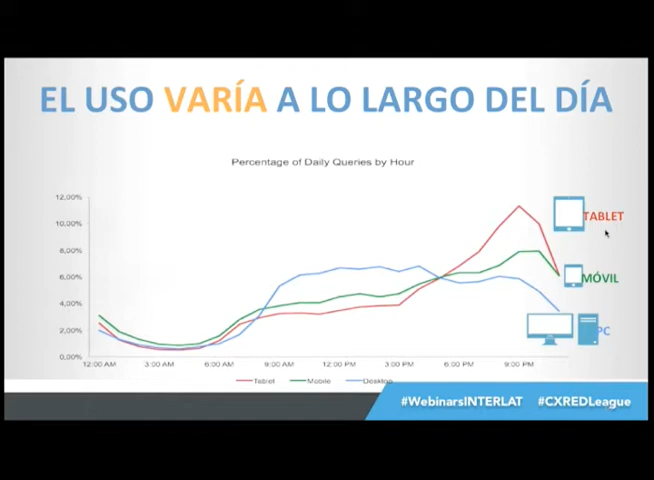 EL USO VARÍA A LO LARGO DEL DÍA
Percentage of Daily Queries by Hour
12,00%
10,00%
8,00%
6,00%
4,00%
2,00%
0,00%
12:00 AM 3:00 AM 6:00 AM 9:00 AM 12:00 PM 3:00 PM 6:00 PM 9:00 PM
TABLET
MÓVIL
PC
Tablet Mobile Desktop
#WebinarsINTERLAT #CXREDLeague